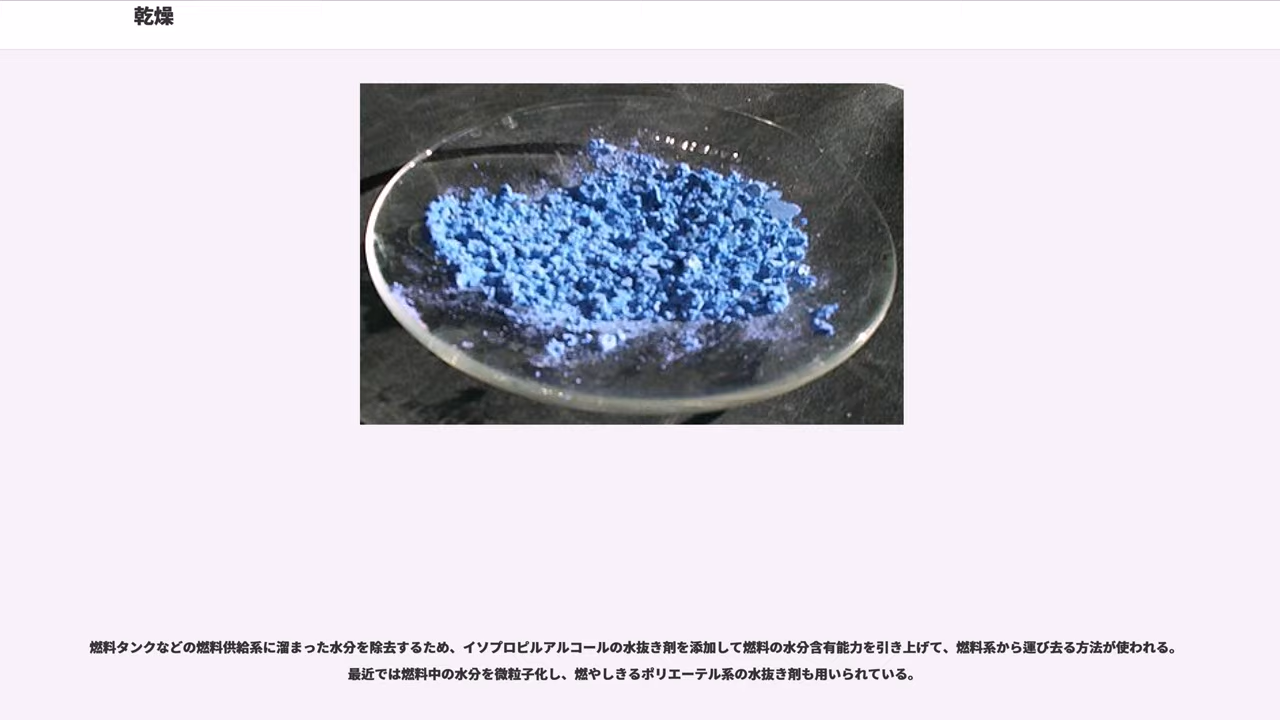 乾燥
燃料タンクなどの燃料供給系に溜まった水分を除去するため、イソプロピルアルコールの水抜き剤を添加して燃料の水分含有能力を引き上げて、燃料系から運び去る方法が使われる。
最近では燃料中の水分を微粒子化し、燃やしきるポリエーテル系の水抜き剤も用いられている。